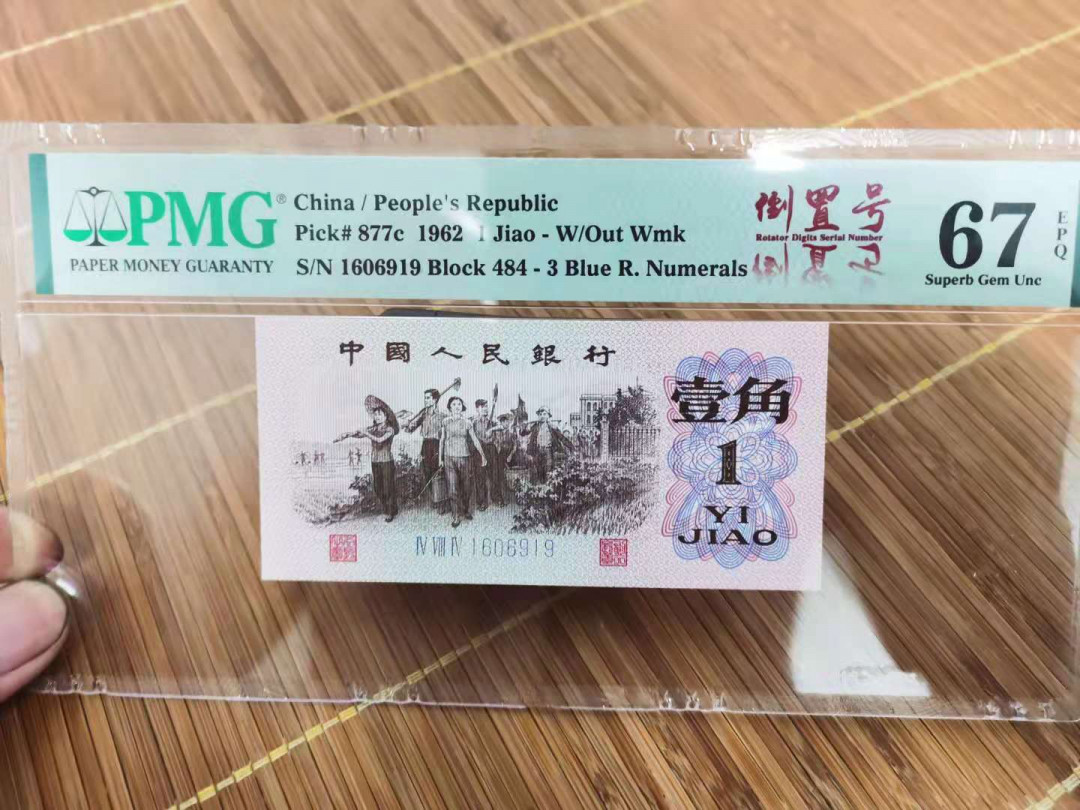 PMG®
PAPER MONEY GUARANTY
China / People's Republic
Pick# 877c 1962 1 Jiao - W/Out Wmk
S/N 1606919 Block 484 - 3 Blue R. Numerals
倒置号
Rotator Digits Serial Number
67
EPQ
Superb Gem Unc
中國人民銀行
壹角
1
YI
JIAO
Ⅳ Ⅷ Ⅳ 1606919